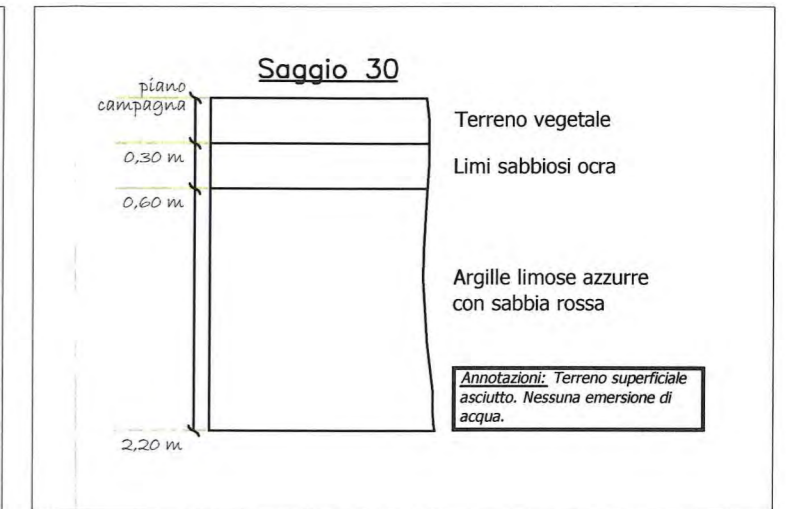 Saggio 30
piano
campagna
Terreno vegetale
0,30 m
Limi sabbiosi ocra
0,60 m
Argille limose azzurre
con sabbia rossa
Annotazioni: Terreno superficiale
asciutto. Nessuna emersione di
acqua.
2,20 m